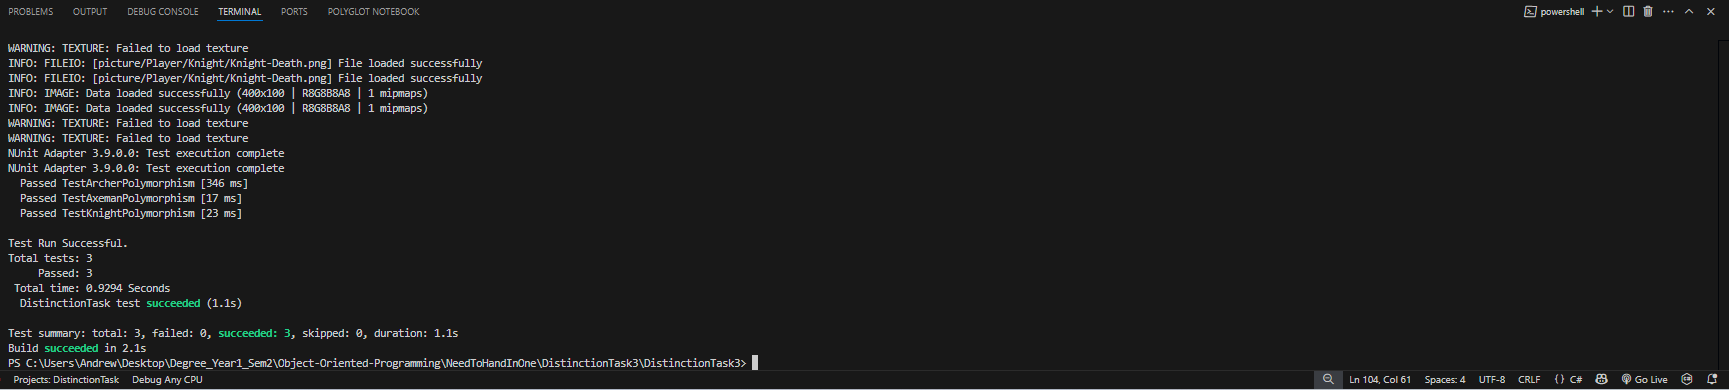 PROBLEMS OUTPUT DEBUG CONSOLE TERMINAL PORTS POLYGLOT NOTEBOOK powershell
WARNING: TEXTURE: Failed to load texture
INFO: FILEIO: [picture/Player/Knight/Knight-Death.png] File loaded successfully
INFO: FILEIO: [picture/Player/Knight/Knight-Death.png] File loaded successfully
INFO: IMAGE: Data loaded successfully (400x100 | R8G8B8A8 | 1 mipmaps)
INFO: IMAGE: Data loaded successfully (400x100 | R8G8B8A8 | 1 mipmaps)
WARNING: TEXTURE: Failed to load texture
WARNING: TEXTURE: Failed to load texture
NUnit Adapter 3.9.0.0: Test execution complete
NUnit Adapter 3.9.0.0: Test execution complete
Passed TestArcherPolymorphism [346 ms]
Passed TestAxemanPolymorphism [17 ms]
Passed TestKnightPolymorphism [23 ms]
Test Run Successful.
Total tests: 3
Passed: 3
Total time: 0.9294 Seconds
DistinctionTask test succeeded (1.1s)
Test summary: total: 3, failed: 0, succeeded: 3, skipped: 0, duration: 1.1s
Build succeeded in 2.1s
PS C:\Users\Andrew\Desktop\Degree_Year1_Sem2\Object-Oriented-Programming\NeedToHandInOne\DistinctionTask3\DistinctionTask3>
Projects: DistinctionTask Debug Any CPU Ln 104, Col 61 Spaces: 4 UTF-8 CRLF {} C# Go Live